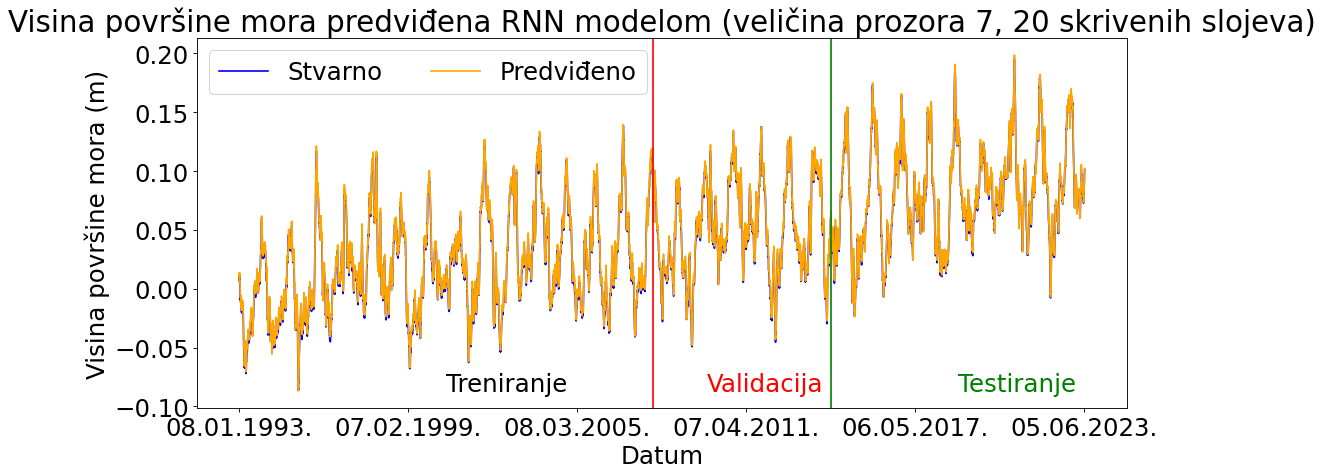 Visina površine mora predviđena RNN modelom (veličina prozora 7, 20 skrivenih slojeva)
Stvarno
Predviđeno
Visina površine mora (m)
0.20
0.15
0.10
0.05
0.00
−0.05
−0.10
Treniranje
Validacija
Testiranje
08.01.1993.
07.02.1999.
08.03.2005.
07.04.2011.
06.05.2017.
05.06.2023.
Datum